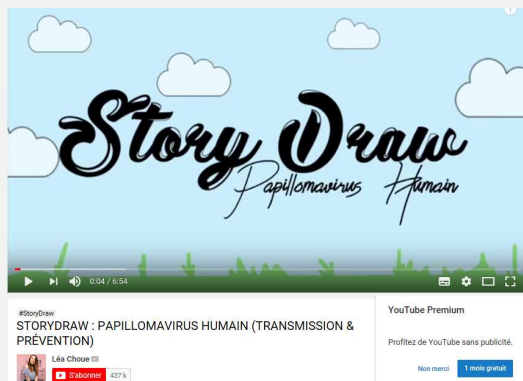 Story Draw
Papillomavirus Humain
0:04 / 6:54
#StoryDraw
STORYDRAW : PAPILLOMAVIRUS HUMAIN (TRANSMISSION &
PRÉVENTION)
Léa Choue
S'abonner 437 k
YouTube Premium
Profitez de YouTube sans publicité.
Non merci 1 mois gratuit